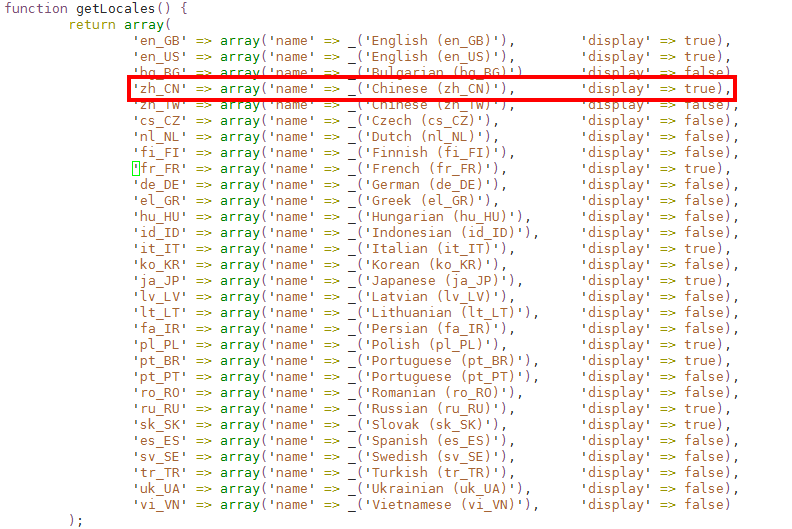 function getLocales() {
        return array(
                'en_GB' => array('name' => _('English (en_GB)'),        'display' => true),
                'en_US' => array('name' => _('English (en_US)'),        'display' => true),
                'bg_BG' => array('name' => _('Bulgarian (bg_BG)'),      'display' => false),
                'zh_CN' => array('name' => _('Chinese (zh_CN)'),        'display' => true),
                'zh_TW' => array('name' => _('Chinese (zh_TW)'),        'display' => false),
                'cs_CZ' => array('name' => _('Czech (cs_CZ)'),          'display' => false),
                'nl_NL' => array('name' => _('Dutch (nl_NL)'),          'display' => false),
                'fi_FI' => array('name' => _('Finnish (fi_FI)'),        'display' => false),
                'fr_FR' => array('name' => _('French (fr_FR)'),         'display' => true),
                'de_DE' => array('name' => _('German (de_DE)'),         'display' => false),
                'el_GR' => array('name' => _('Greek (el_GR)'),          'display' => false),
                'hu_HU' => array('name' => _('Hungarian (hu_HU)'),      'display' => false),
                'id_ID' => array('name' => _('Indonesian (id_ID)'),     'display' => false),
                'it_IT' => array('name' => _('Italian (it_IT)'),        'display' => true),
                'ko_KR' => array('name' => _('Korean (ko_KR)'),         'display' => false),
                'ja_JP' => array('name' => _('Japanese (ja_JP)'),       'display' => true),
                'lv_LV' => array('name' => _('Latvian (lv_LV)'),        'display' => false),
                'lt_LT' => array('name' => _('Lithuanian (lt_LT)'),     'display' => false),
                'fa_IR' => array('name' => _('Persian (fa_IR)'),        'display' => false),
                'pl_PL' => array('name' => _('Polish (pl_PL)'),         'display' => true),
                'pt_BR' => array('name' => _('Portuguese (pt_BR)'),     'display' => true),
                'pt_PT' => array('name' => _('Portuguese (pt_PT)'),     'display' => false),
                'ro_RO' => array('name' => _('Romanian (ro_RO)'),       'display' => false),
                'ru_RU' => array('name' => _('Russian (ru_RU)'),        'display' => true),
                'sk_SK' => array('name' => _('Slovak (sk_SK)'),         'display' => true),
                'es_ES' => array('name' => _('Spanish (es_ES)'),        'display' => false),
                'sv_SE' => array('name' => _('Swedish (sv_SE)'),        'display' => false),
                'tr_TR' => array('name' => _('Turkish (tr_TR)'),        'display' => false),
                'uk_UA' => array('name' => _('Ukrainian (uk_UA)'),      'display' => true),
                'vi_VN' => array('name' => _('Vietnamese (vi_VN)'),     'display' => false)
        );